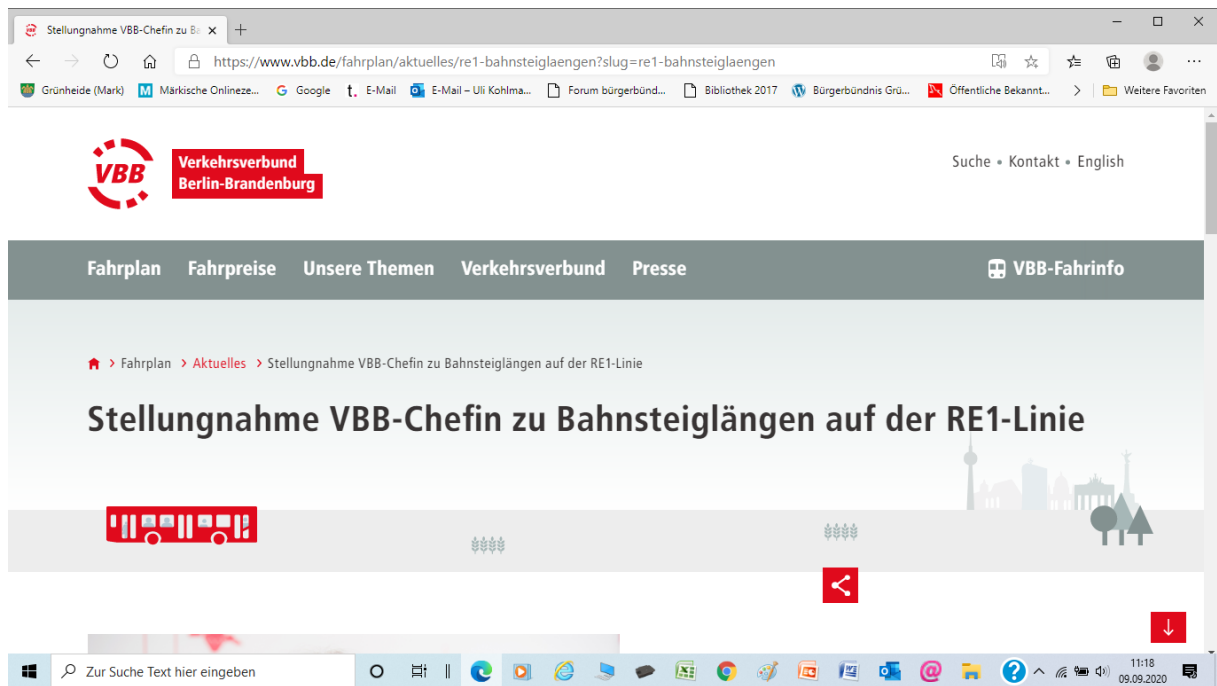 Stellungnahme VBB-Chefin zu Ba
https://www.vbb.de/fahrplan/aktuelles/re1-bahnsteiglaengen?slug=re1-bahnsteiglaengen
Grünheide (Mark) Märkische Onlineze... Google E-Mail E-Mail – Uli Kohlma... Forum bürgerbünd... Bibliothek 2017 Bürgerbündnis Grü... Öffentliche Bekannt... Weitere Favoriten
VBB
Verkehrsverbund
Berlin-Brandenburg
Suche • Kontakt • English
Fahrplan Fahrpreise Unsere Themen Verkehrsverbund Presse VBB-Fahrinfo
> Fahrplan > Aktuelles > Stellungnahme VBB-Chefin zu Bahnsteiglängen auf der RE1-Linie
Stellungnahme VBB-Chefin zu Bahnsteiglängen auf der RE1-Linie
Zur Suche Text hier eingeben
11:18
09.09.2020